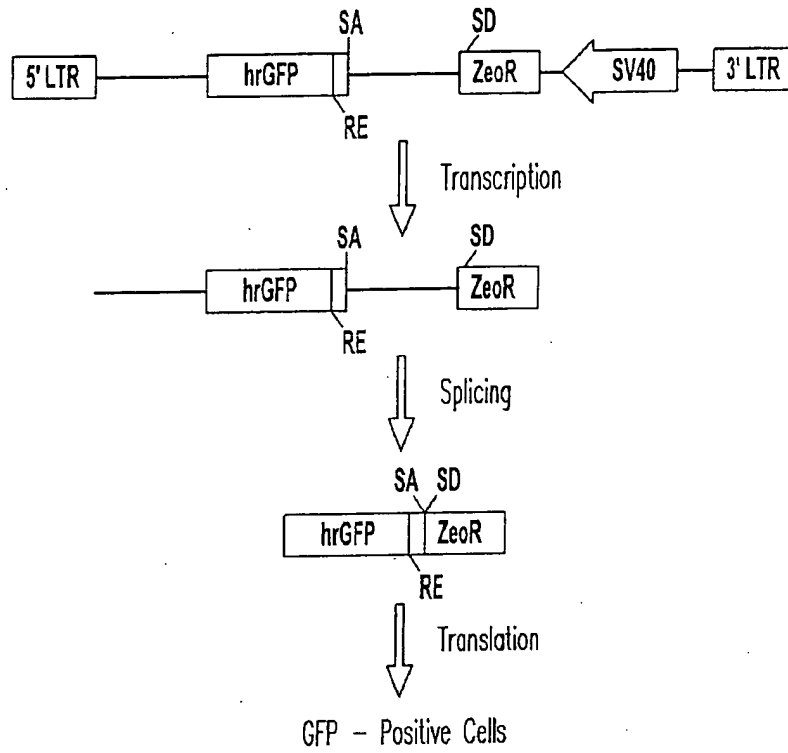 SA SD
5' LTR hrGFP ZeoR SV40 3' LTR
RE
Transcription
SA SD
hrGFP ZeoR
RE
Splicing
SA SD
hrGFP ZeoR
RE
Translation
GFP - Positive Cells